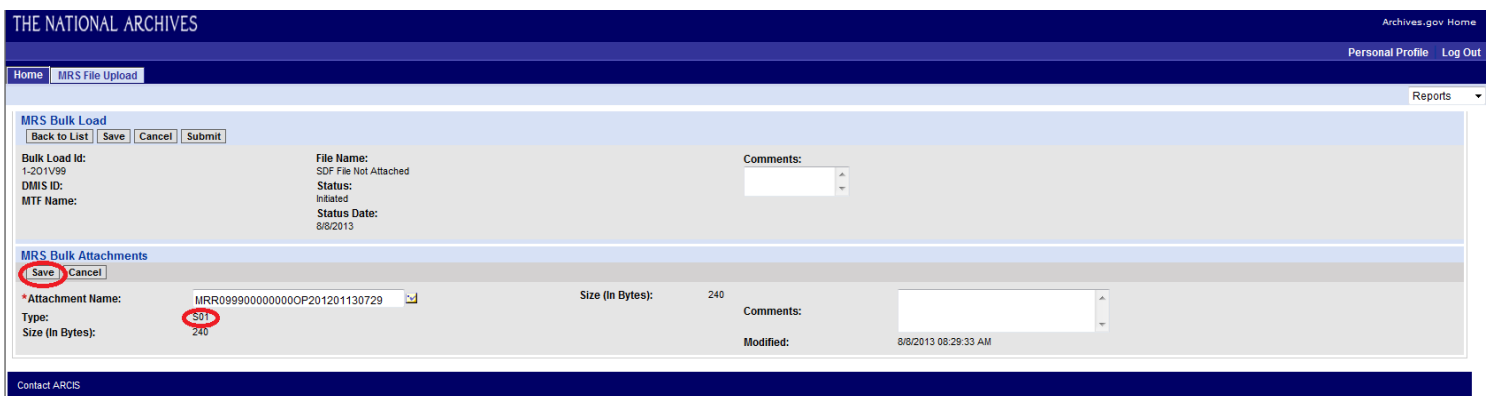 THE NATIONAL ARCHIVES
Archives.gov Home
Personal Profile Log Out
Home MRS File Upload
Reports
MRS Bulk Load
Back to List Save Cancel Submit
Bulk Load Id: File Name: Comments:
1-2O1V99 SDF File Not Attached
DMIS ID: Status:
MTF Name: Initiated
Status Date:
8/8/2013
MRS Bulk Attachments
Save Cancel
*Attachment Name: MRR099900000000OP201201130729 Size (In Bytes): 240
Type: S01 Comments:
Size (In Bytes): 240
Modified: 8/8/2013 08:29:33 AM
Contact ARCIS